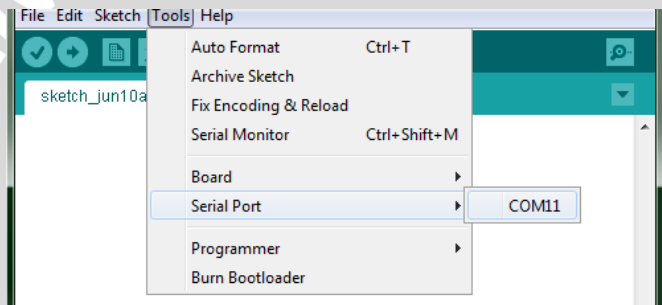 File Edit Sketch Tools Help
Auto Format Ctrl+T
Archive Sketch
sketch_jun10a
Fix Encoding & Reload
Serial Monitor Ctrl+Shift+M
Board
Serial Port COM11
Programmer
Burn Bootloader